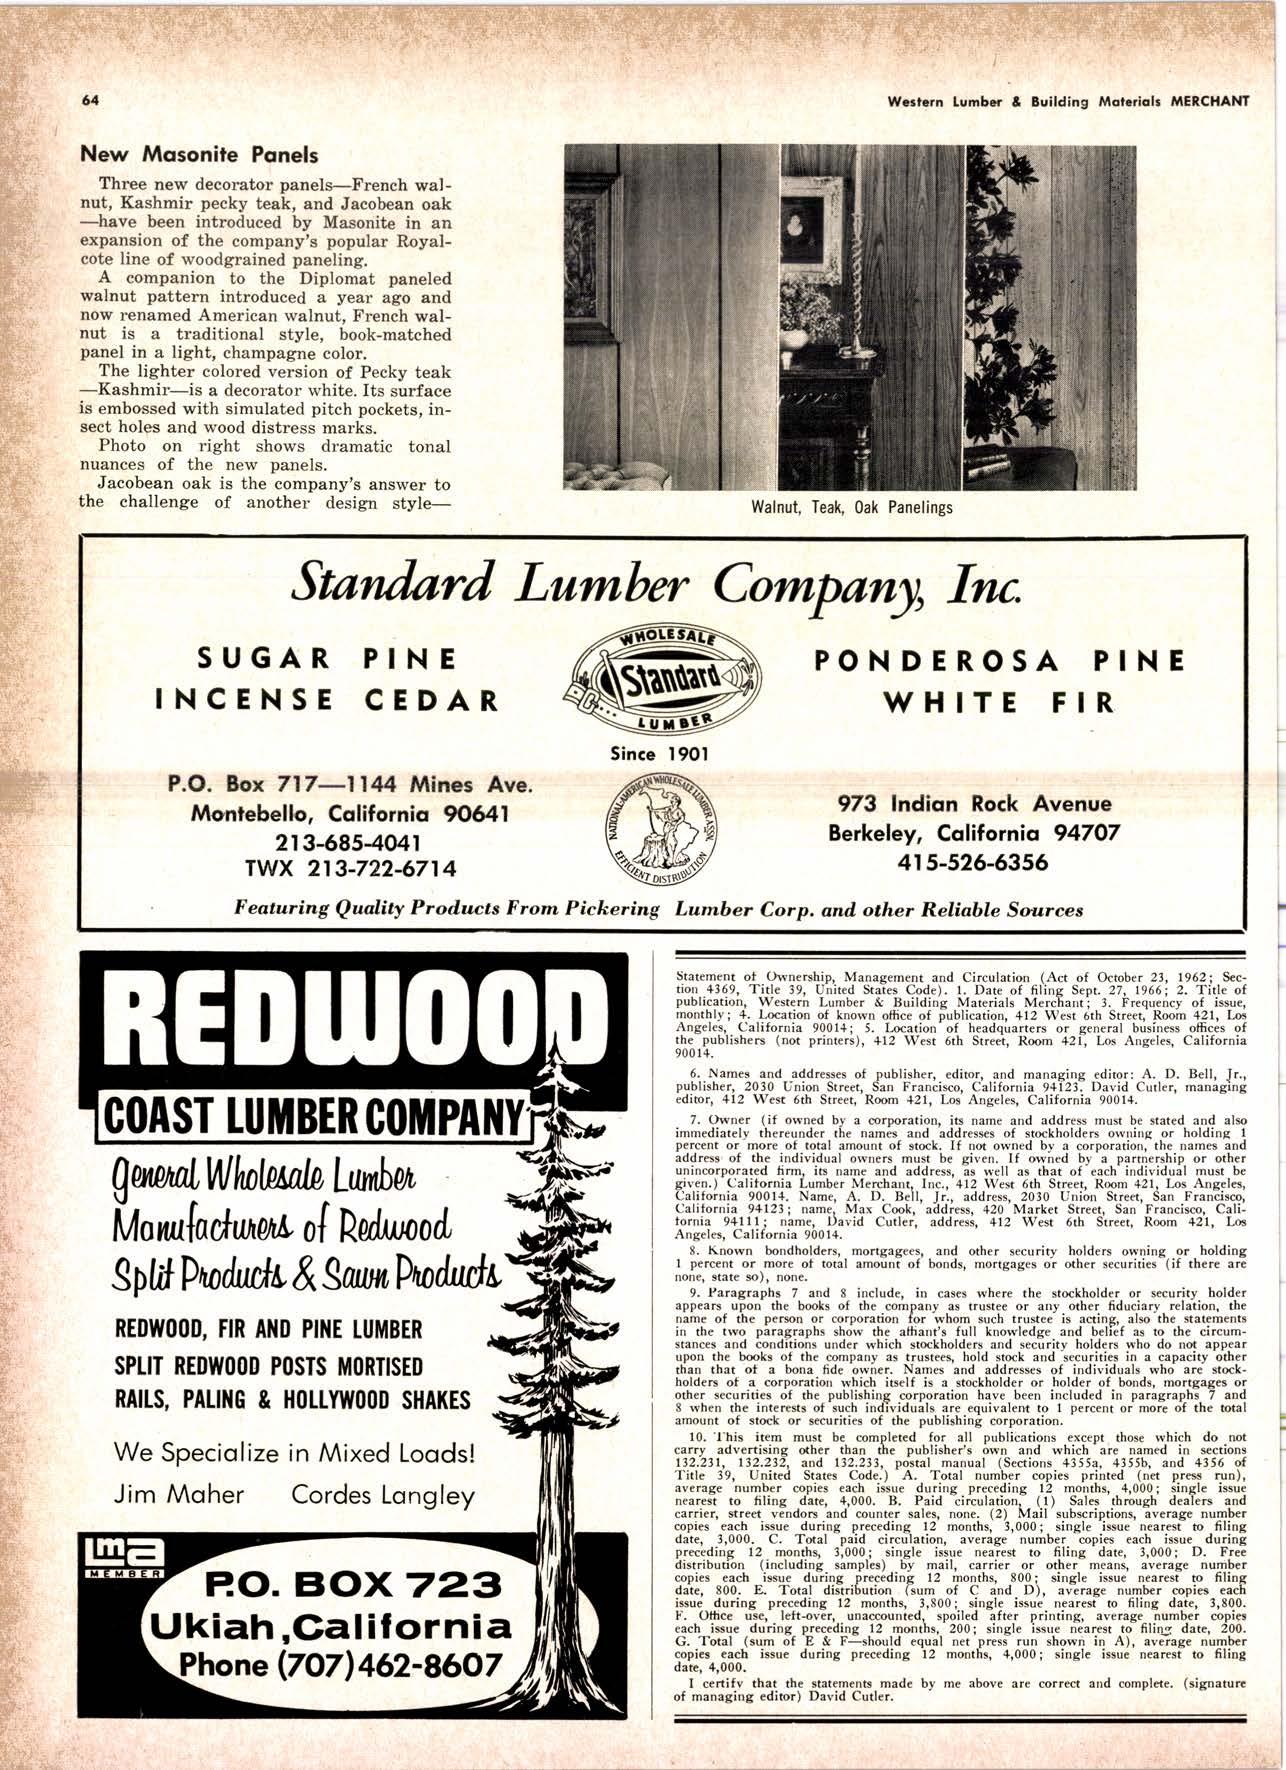 64
Western Lumber & Building Materials MERCHANT
New Masonite Panels
Three new decorator panels—French wal-
nut, Kashmir pecky teak, and Jacobean oak
—have been introduced by Masonite in an
expansion of the company's popular Royal-
cote line of woodgrained paneling.
A companion to the Diplomat paneled
walnut pattern introduced a year ago and
now renamed American walnut, French wal-
nut is a traditional style, book-matched
panel in a light, champagne color.
The lighter colored version of Pecky teak
—Kashmir—is a decorator white. Its surface
is embossed with simulated pitch pockets, in-
sect holes and wood distress marks.
Photo on right shows dramatic tonal
nuances of the new panels.
Jacobean oak is the company's answer to
the challenge of another design style—
Walnut, Teak, Oak Panelings
Standard Lumber Company, Inc.
SUGAR PINE
INCENSE CEDAR
WHOLESALE
Standard
LUMBER
Since 1901
PONDEROSA PINE
WHITE FIR
P.O. Box 717—1144 Mines Ave.
Montebello, California 90641
213-685-4041
TWX 213-722-6714
NATIONAL-AMERICAN WHOLESALE LUMBER ASSN.
EFFICIENT DISTRIBUTION
973 Indian Rock Avenue
Berkeley, California 94707
415-526-6356
Featuring Quality Products From Pickering Lumber Corp. and other Reliable Sources
REDWOOD
COAST LUMBER COMPANY
General Wholesale Lumber
Manufacturers of Redwood
Split Products & Sawn Products
REDWOOD, FIR AND PINE LUMBER
SPLIT REDWOOD POSTS MORTISED
RAILS, PALING & HOLLYWOOD SHAKES
We Specialize in Mixed Loads!
Jim Maher Cordes Langley
lma
MEMBER
P.O. BOX 723
Ukiah, California
Phone (707) 462-8607
Statement of Ownership, Management and Circulation (Act of October 23, 1962; Sec-
tion 4369, Title 39, United States Code). 1. Date of filing Sept. 27, 1966; 2. Title of
publication, Western Lumber & Building Materials Merchant; 3. Frequency of issue,
monthly; 4. Location of known office of publication, 412 West 6th Street, Room 421, Los
Angeles, California 90014; 5. Location of headquarters or general business offices of
the publishers (not printers), 412 West 6th Street, Room 421, Los Angeles, California
90014.
6. Names and addresses of publisher, editor, and managing editor: A. D. Bell, Jr.,
publisher, 2030 Union Street, San Francisco, California 94123. David Cutler, managing
editor, 412 West 6th Street, Room 421, Los Angeles, California 90014.
7. Owner (if owned by a corporation, its name and address must be stated and also
immediately thereunder the names and addresses of stockholders owning or holding 1
percent or more of total amount of stock. If not owned by a corporation, the names and
address of the individual owners must be given. If owned by a partnership or other
unincorporated firm, its name and address, as well as that of each individual must be
given.) California Lumber Merchant, Inc., 412 West 6th Street, Room 421, Los Angeles,
California 90014. Name, A. D. Bell, Jr., address, 2030 Union Street, San Francisco,
California 94123; name, Max Cook, address, 420 Market Street, San Francisco, Cali-
fornia 94111; name, David Cutler, address, 412 West 6th Street, Room 421, Los
Angeles, California 90014.
8. Known bondholders, mortgagees, and other security holders owning or holding
1 percent or more of total amount of bonds, mortgages or other securities (if there are
none, state so), none.
9. Paragraphs 7 and 8 include, in cases where the stockholder or security holder
appears upon the books of the company as trustee or any other fiduciary relation, the
name of the person or corporation for whom such trustee is acting, also the statements
in the two paragraphs show the affiant's full knowledge and belief as to the circum-
stances and conditions under which stockholders and security holders who do not appear
upon the books of the company as trustees, hold stock and securities in a capacity other
than that of a bona fide owner. Names and addresses of individuals who are stock-
holders of a corporation which itself is a stockholder or holder of bonds, mortgages or
other securities of the publishing corporation have been included in paragraphs 7 and
8 when the interests of such individuals are equivalent to 1 percent or more of the total
amount of stock or securities of the publishing corporation.
10. This item must be completed for all publications except those which do not
carry advertising other than the publisher's own and which are named in sections
132.231, 132.232, and 132.233, postal manual (Sections 4355a, 4355b, and 4356 of
Title 39, United States Code.) A. Total number copies printed (net press run),
average number copies each issue during preceding 12 months, 4,000; single issue
nearest to filing date, 4,000. B. Paid circulation, (1) Sales through dealers and
carrier, street vendors and counter sales, none. (2) Mail subscriptions, average number
copies each issue during preceding 12 months, 3,000; single issue nearest to filing
date, 3,000. C. Total paid circulation, average number copies each issue during
preceding 12 months, 3,000; single issue nearest to filing date, 3,000; D. Free
distribution (including samples) by mail, carrier or other means, average number
copies each issue during preceding 12 months, 800; single issue nearest to filing
date, 800. E. Total distribution (sum of C and D), average number copies each
issue during preceding 12 months, 3,800; single issue nearest to filing date, 3,800.
F. Office use, left-over, unaccounted, spoiled after printing, average number copies
each issue during preceding 12 months, 200; single issue nearest to filing date, 200.
G. Total (sum of E & F—should equal net press run shown in A), average number
copies each issue during preceding 12 months, 4,000; single issue nearest to filing
date, 4,000.
I certify that the statements made by me above are correct and complete. (signature
of managing editor) David Cutler.